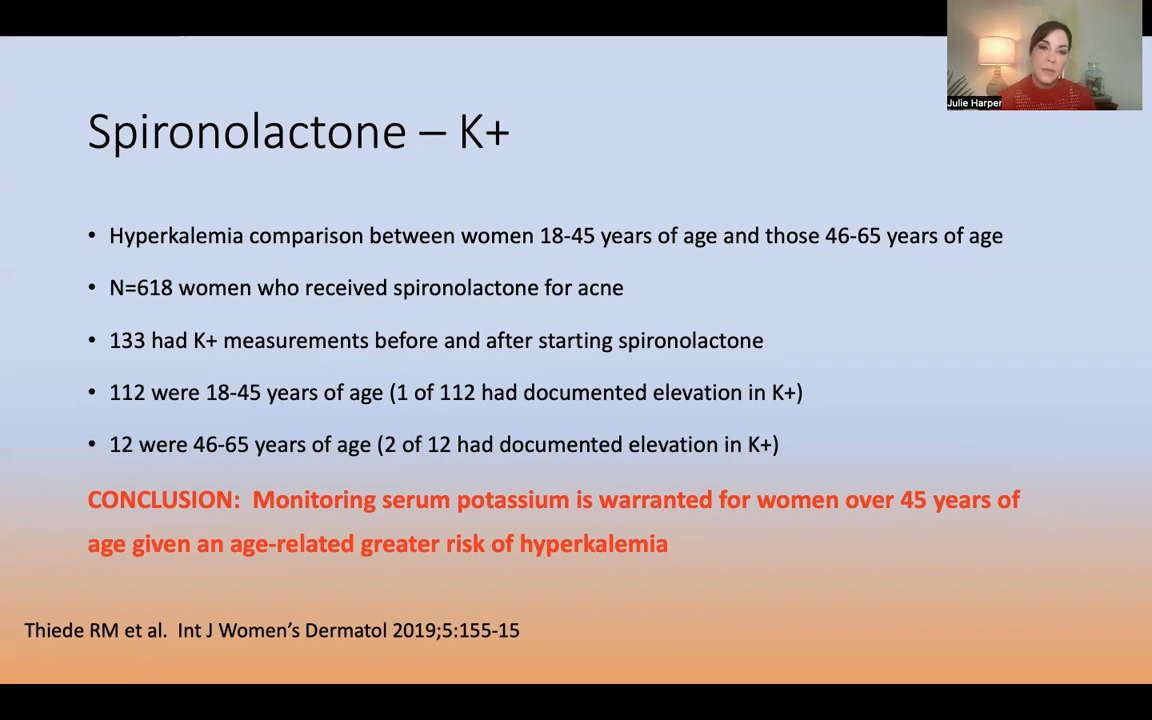 Julie Harper
Spironolactone – K+
• Hyperkalemia comparison between women 18-45 years of age and those 46-65 years of age
• N=618 women who received spironolactone for acne
• 133 had K+ measurements before and after starting spironolactone
• 112 were 18-45 years of age (1 of 112 had documented elevation in K+)
• 12 were 46-65 years of age (2 of 12 had documented elevation in K+)
CONCLUSION:  Monitoring serum potassium is warranted for women over 45 years of
age given an age-related greater risk of hyperkalemia
Thiede RM et al.  Int J Women's Dermatol 2019;5:155-15